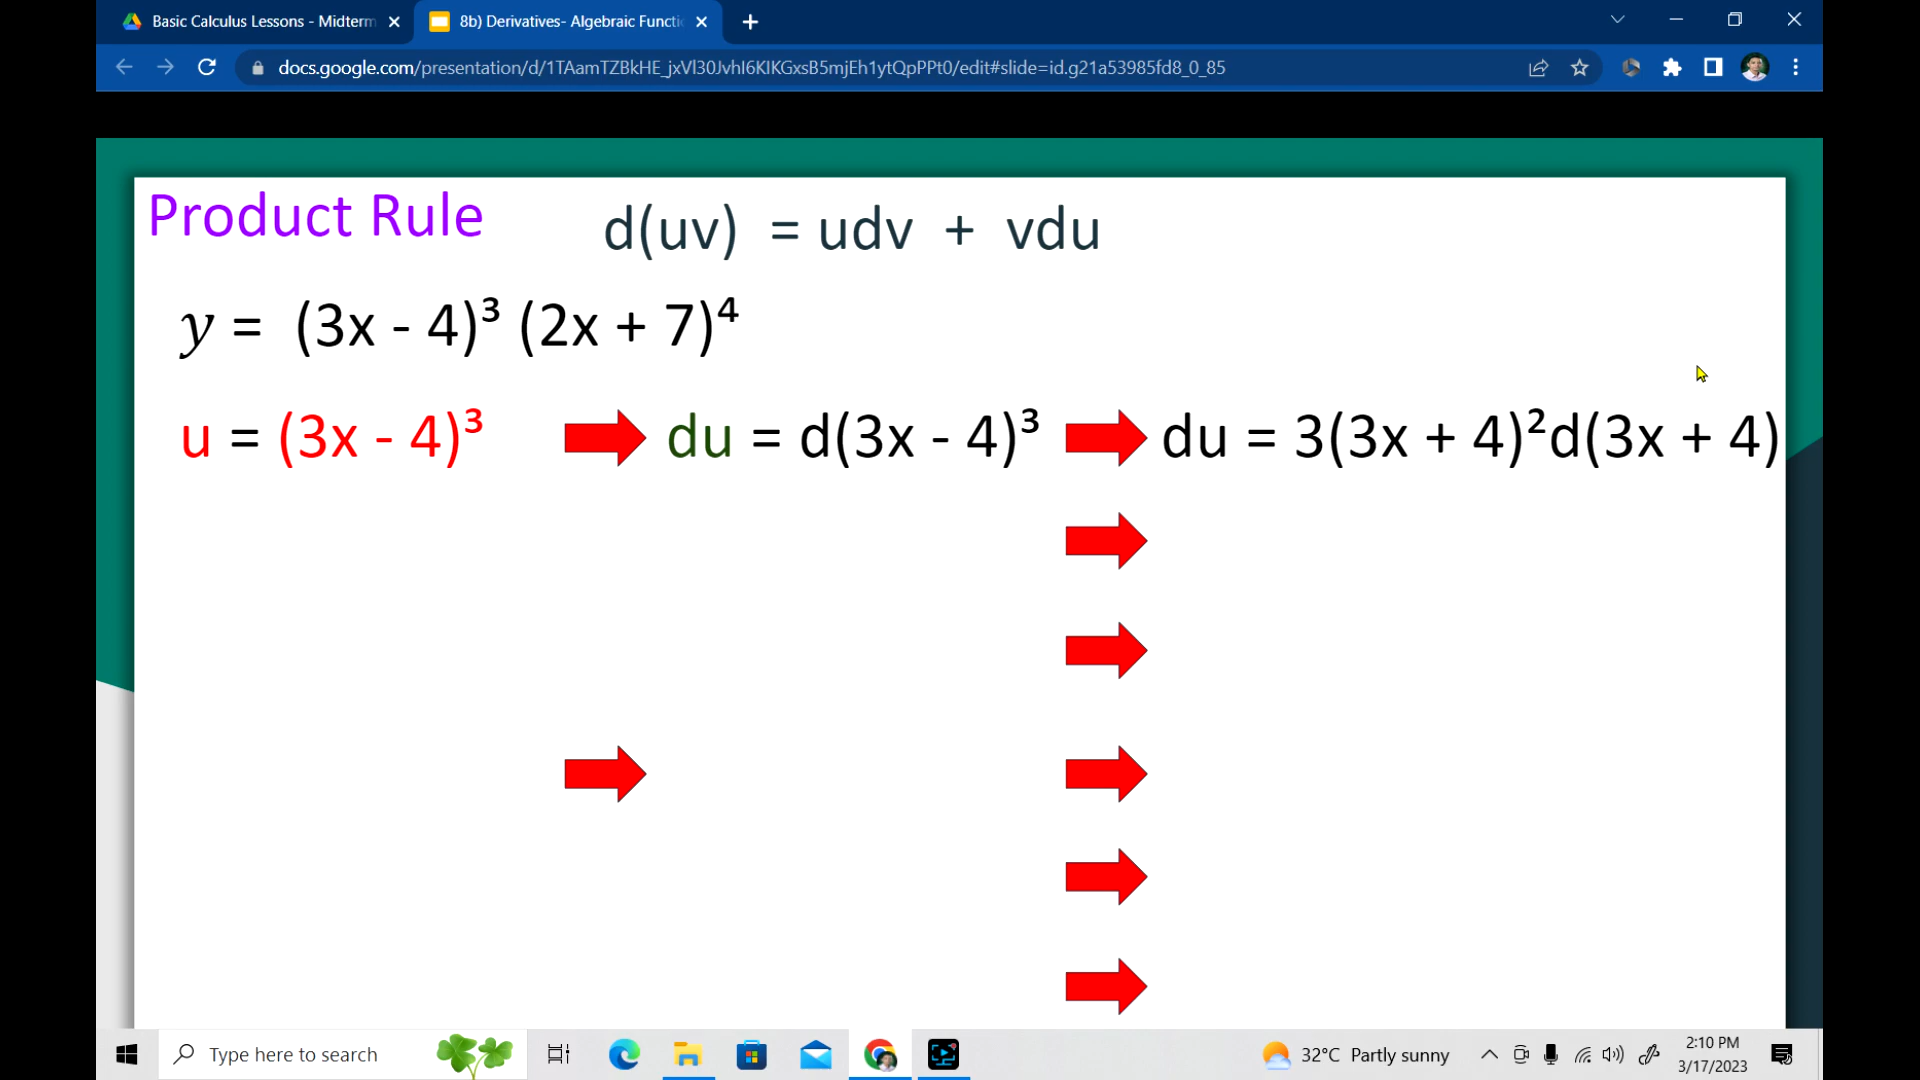 Basic Calculus Lessons - Midterm
8b) Derivatives- Algebraic Functi
docs.google.com/presentation/d/1TAamTZBkHE_jxVl30JvhI6KIKGxsB5mjEh1ytQpPPt0/edit#slide=id.g21a53985fd8_0_85
Product Rule
d(uv) = udv + vdu
y = (3x - 4)³ (2x + 7)⁴
u = (3x - 4)³ du = d(3x - 4)³ du = 3(3x + 4)²d(3x + 4)
Type here to search
32°C Partly sunny
2:10 PM
3/17/2023